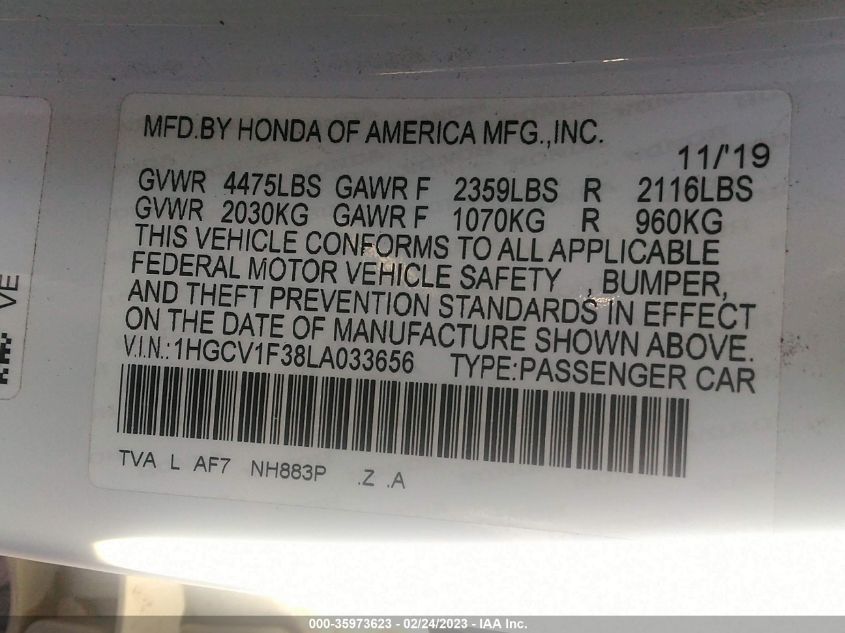 MFD.BY HONDA OF AMERICA MFG.,INC.
11/'19
GVWR 4475LBS GAWR F 2359LBS R 2116LBS
GVWR 2030KG GAWR F 1070KG R 960KG
THIS VEHICLE CONFORMS TO ALL APPLICABLE
FEDERAL MOTOR VEHICLE SAFETY , BUMPER,
AND THEFT PREVENTION STANDARDS IN EFFECT
ON THE DATE OF MANUFACTURE SHOWN ABOVE.
V.I.N.:1HGCV1F38LA033656 TYPE:PASSENGER CAR
TVA L AF7 NH883P .Z .A
VE
000-35973623 - 02/24/2023 - IAA Inc.